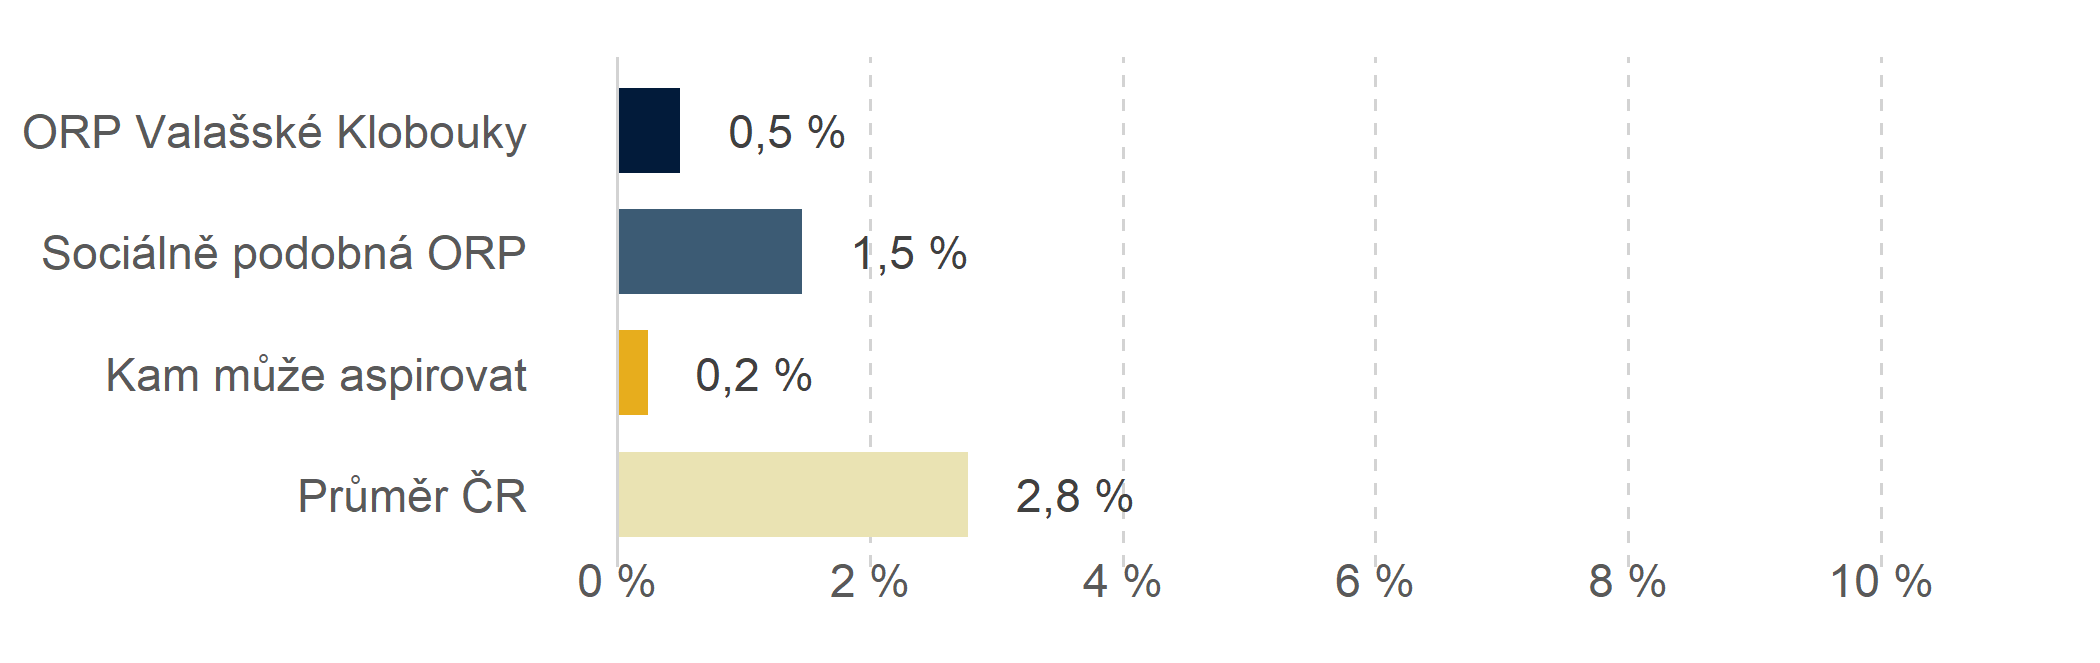 ORP Valašské Klobouky 0,5 %
Sociálně podobná ORP 1,5 %
Kam může aspirovat 0,2 %
Průměr ČR 2,8 %
0 % 2 % 4 % 6 % 8 % 10 %